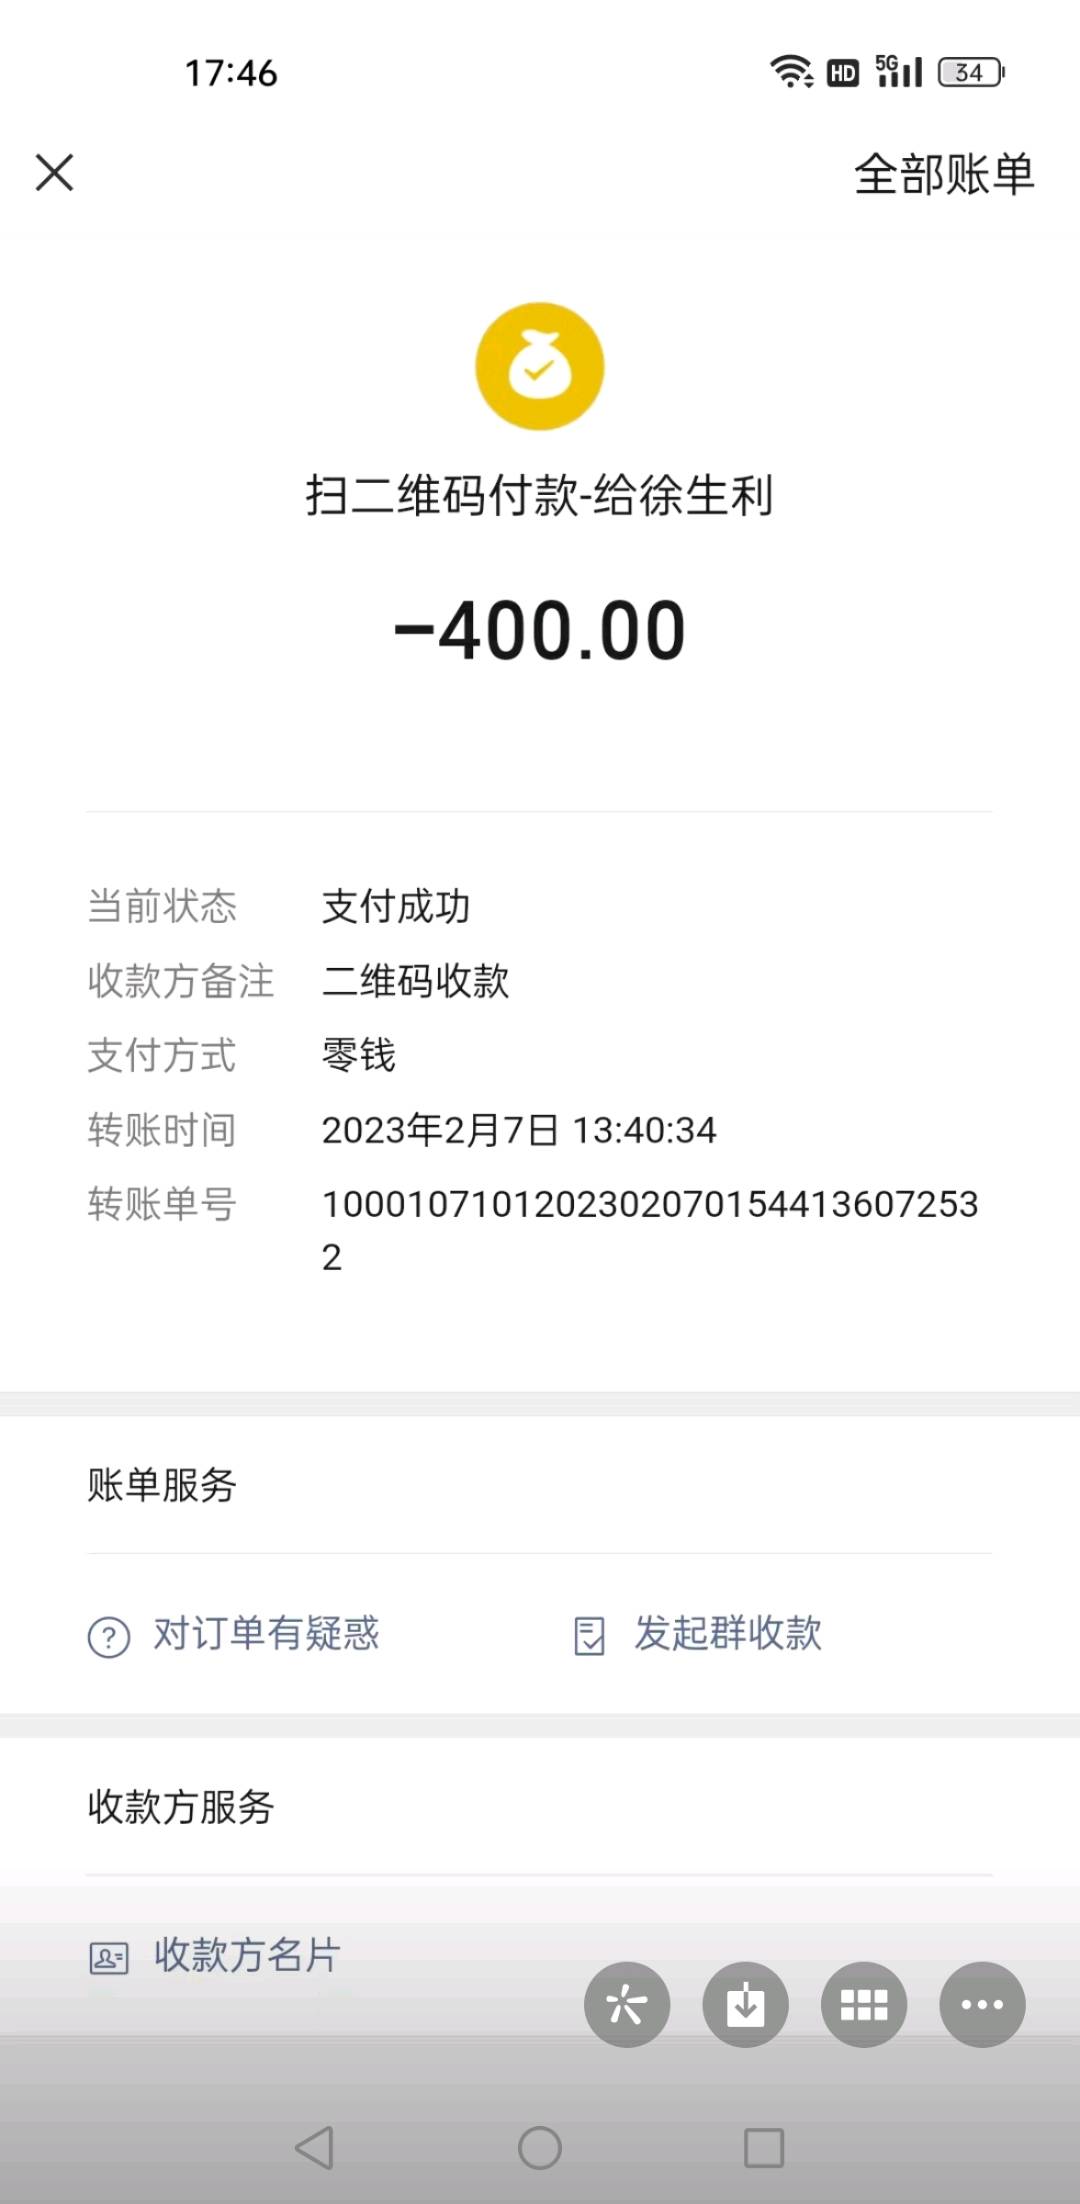 17:46
HD 5G 34
全部账单
扫二维码付款-给徐生利
-400.00
当前状态 支付成功
收款方备注 二维码收款
支付方式 零钱
转账时间 2023年2月7日 13:40:34
转账单号 1000107101202302070154413607253
2
账单服务
对订单有疑惑 发起群收款
收款方服务
收款方名片